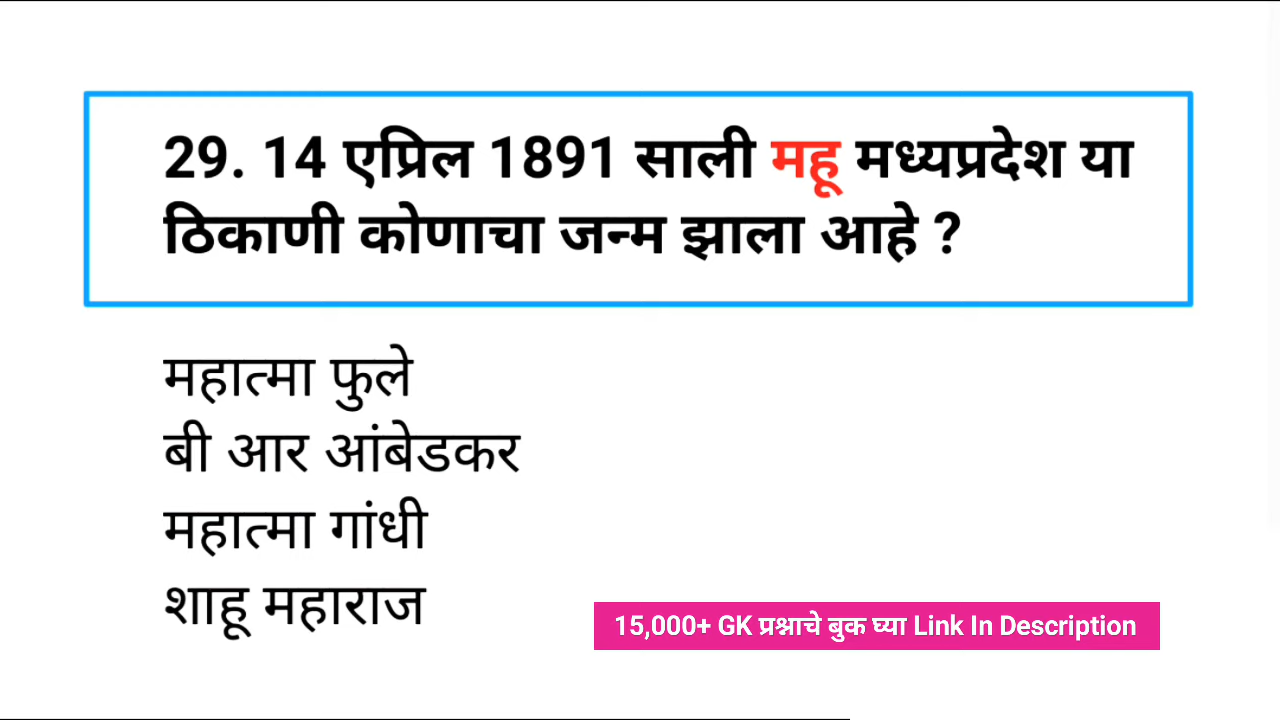 29. 14 एप्रिल 1891 साली महू मध्यप्रदेश या
ठिकाणी कोणाचा जन्म झाला आहे ?
महात्मा फुले
बी आर आंबेडकर
महात्मा गांधी
शाहू महाराज
15,000+ GK प्रश्नाचे बुक घ्या Link In Description